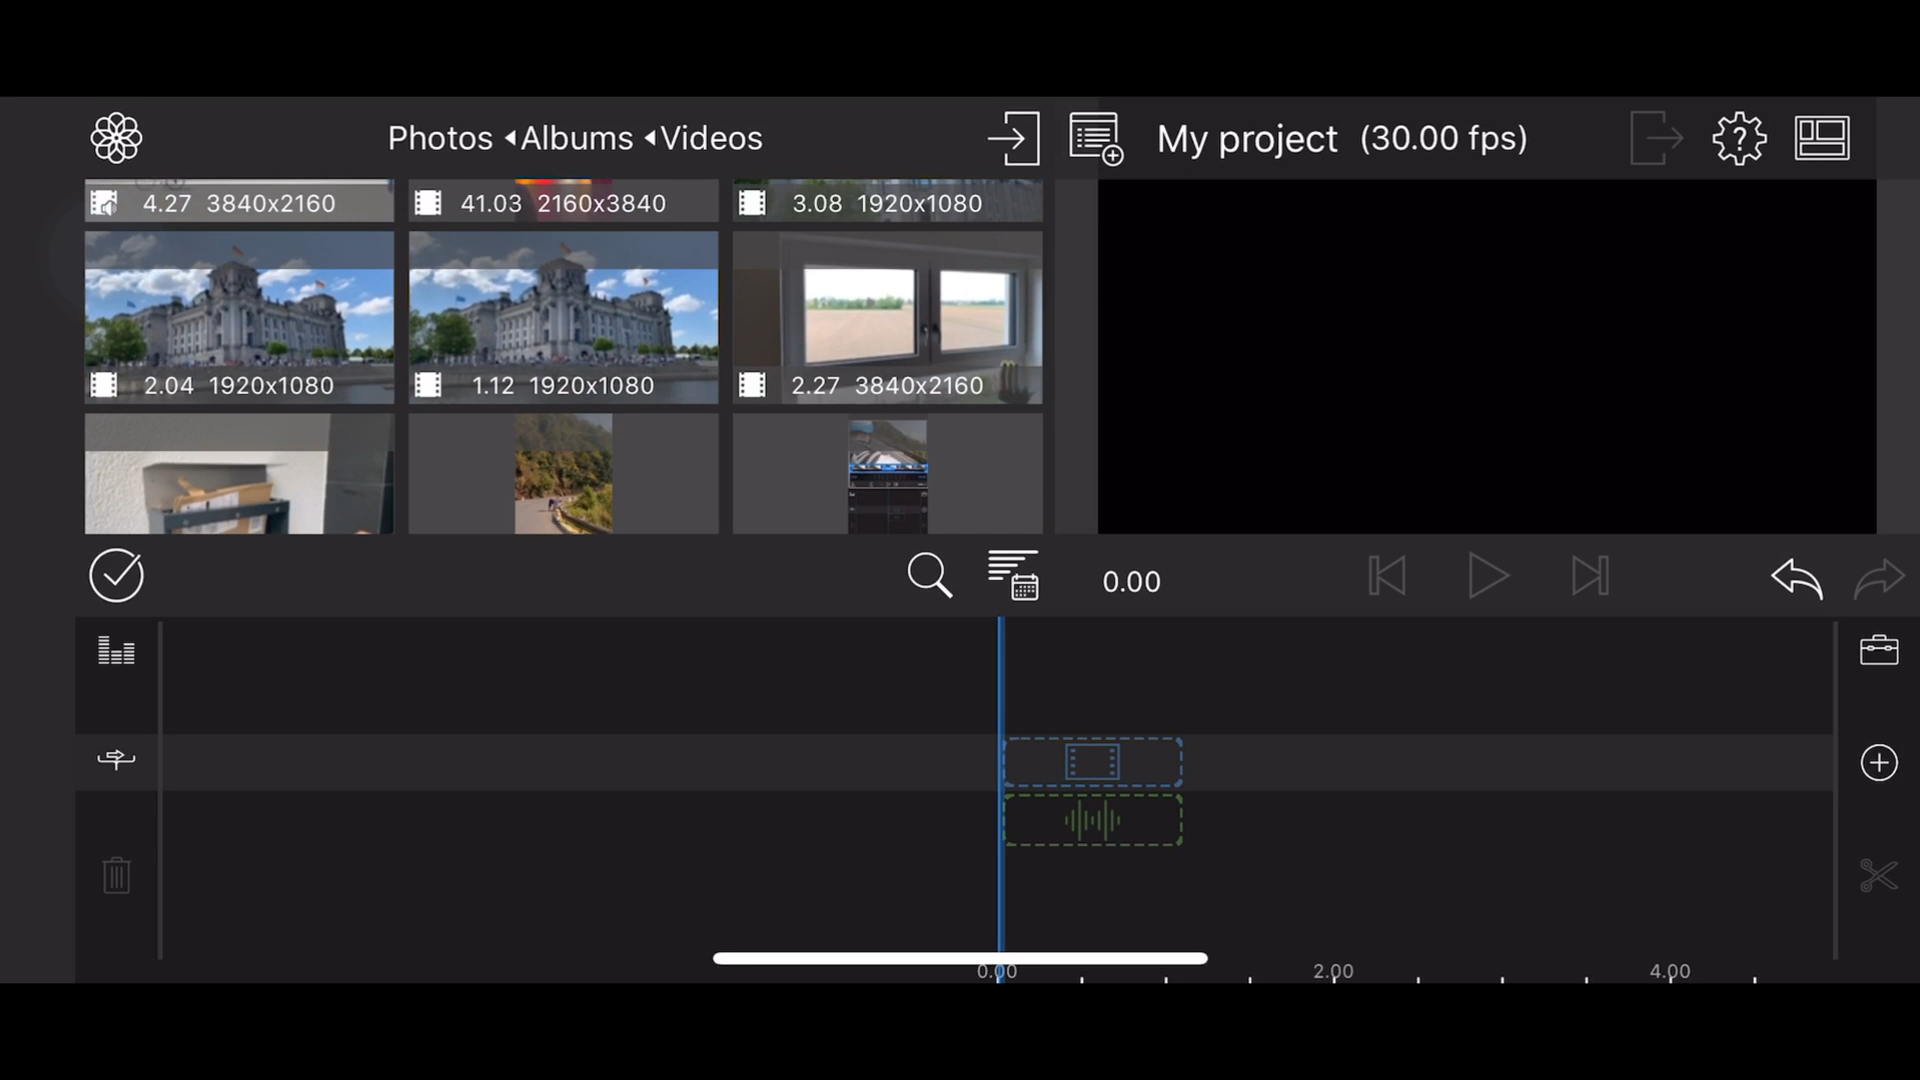 Photos ◂ Albums ◂ Videos
My project (30.00 fps)
4.27 3840x2160
41.03 2160x3840
3.08 1920x1080
2.04 1920x1080
1.12 1920x1080
2.27 3840x2160
0.00
0.00 2.00 4.00